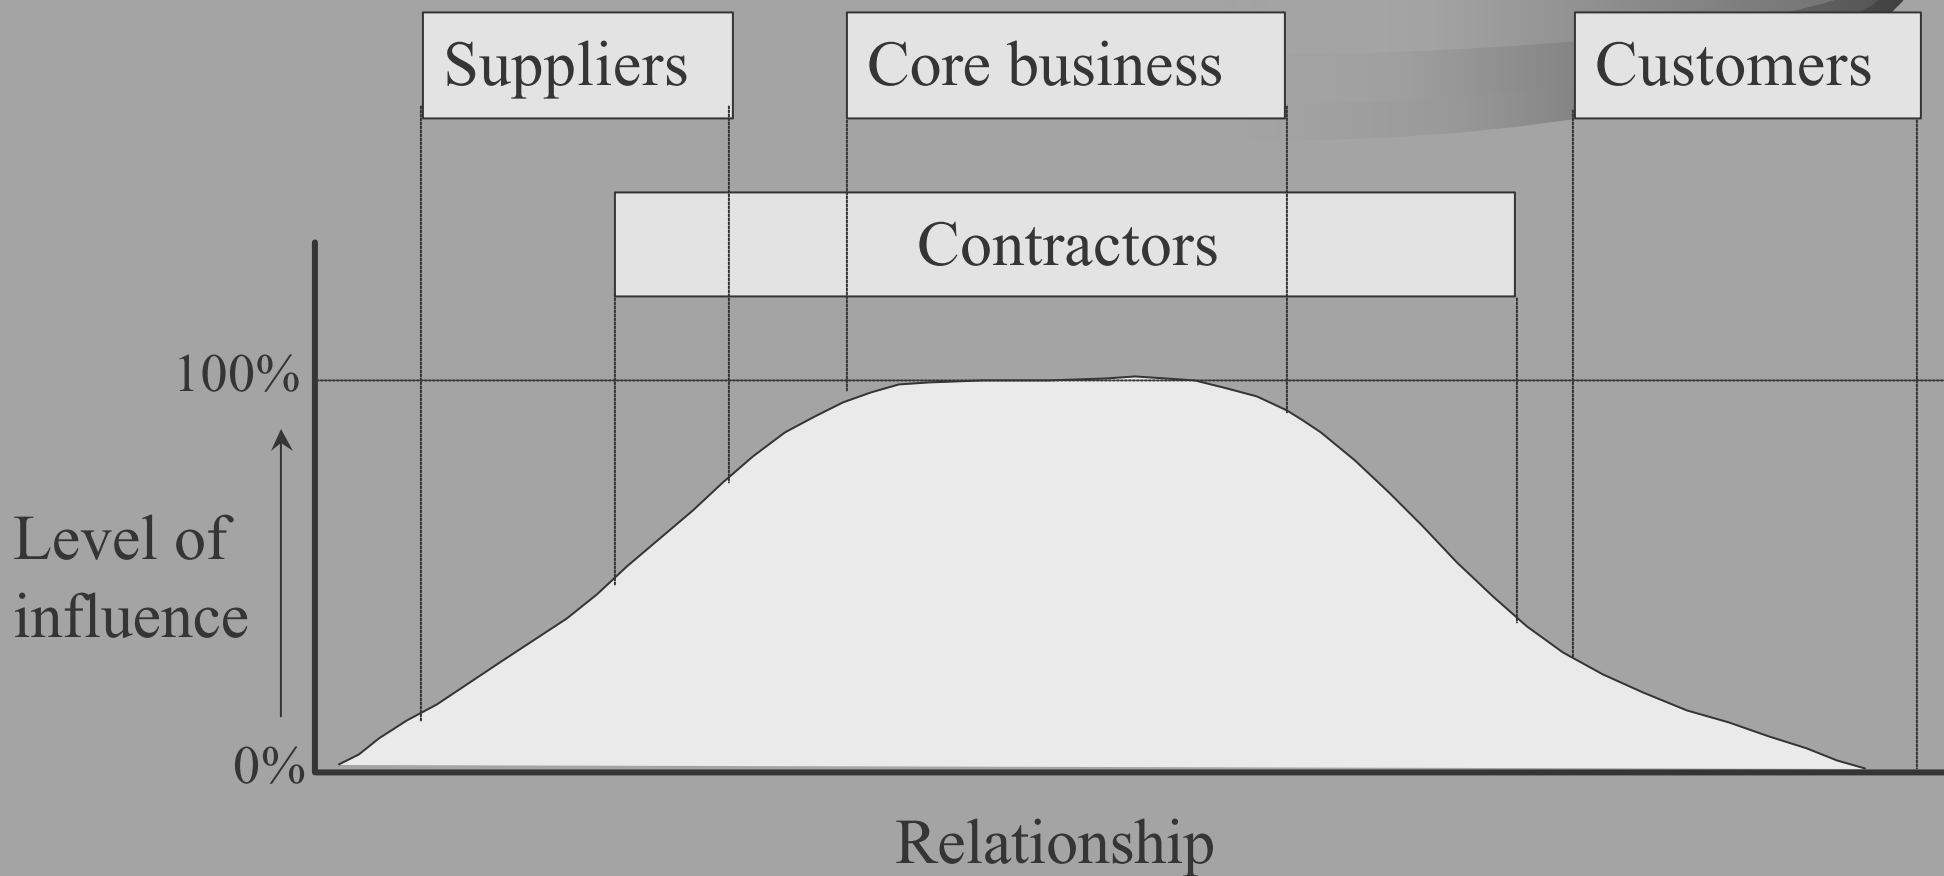 Suppliers
Core business
Customers
Contractors
100%
Level of
influence
0%
Relationship